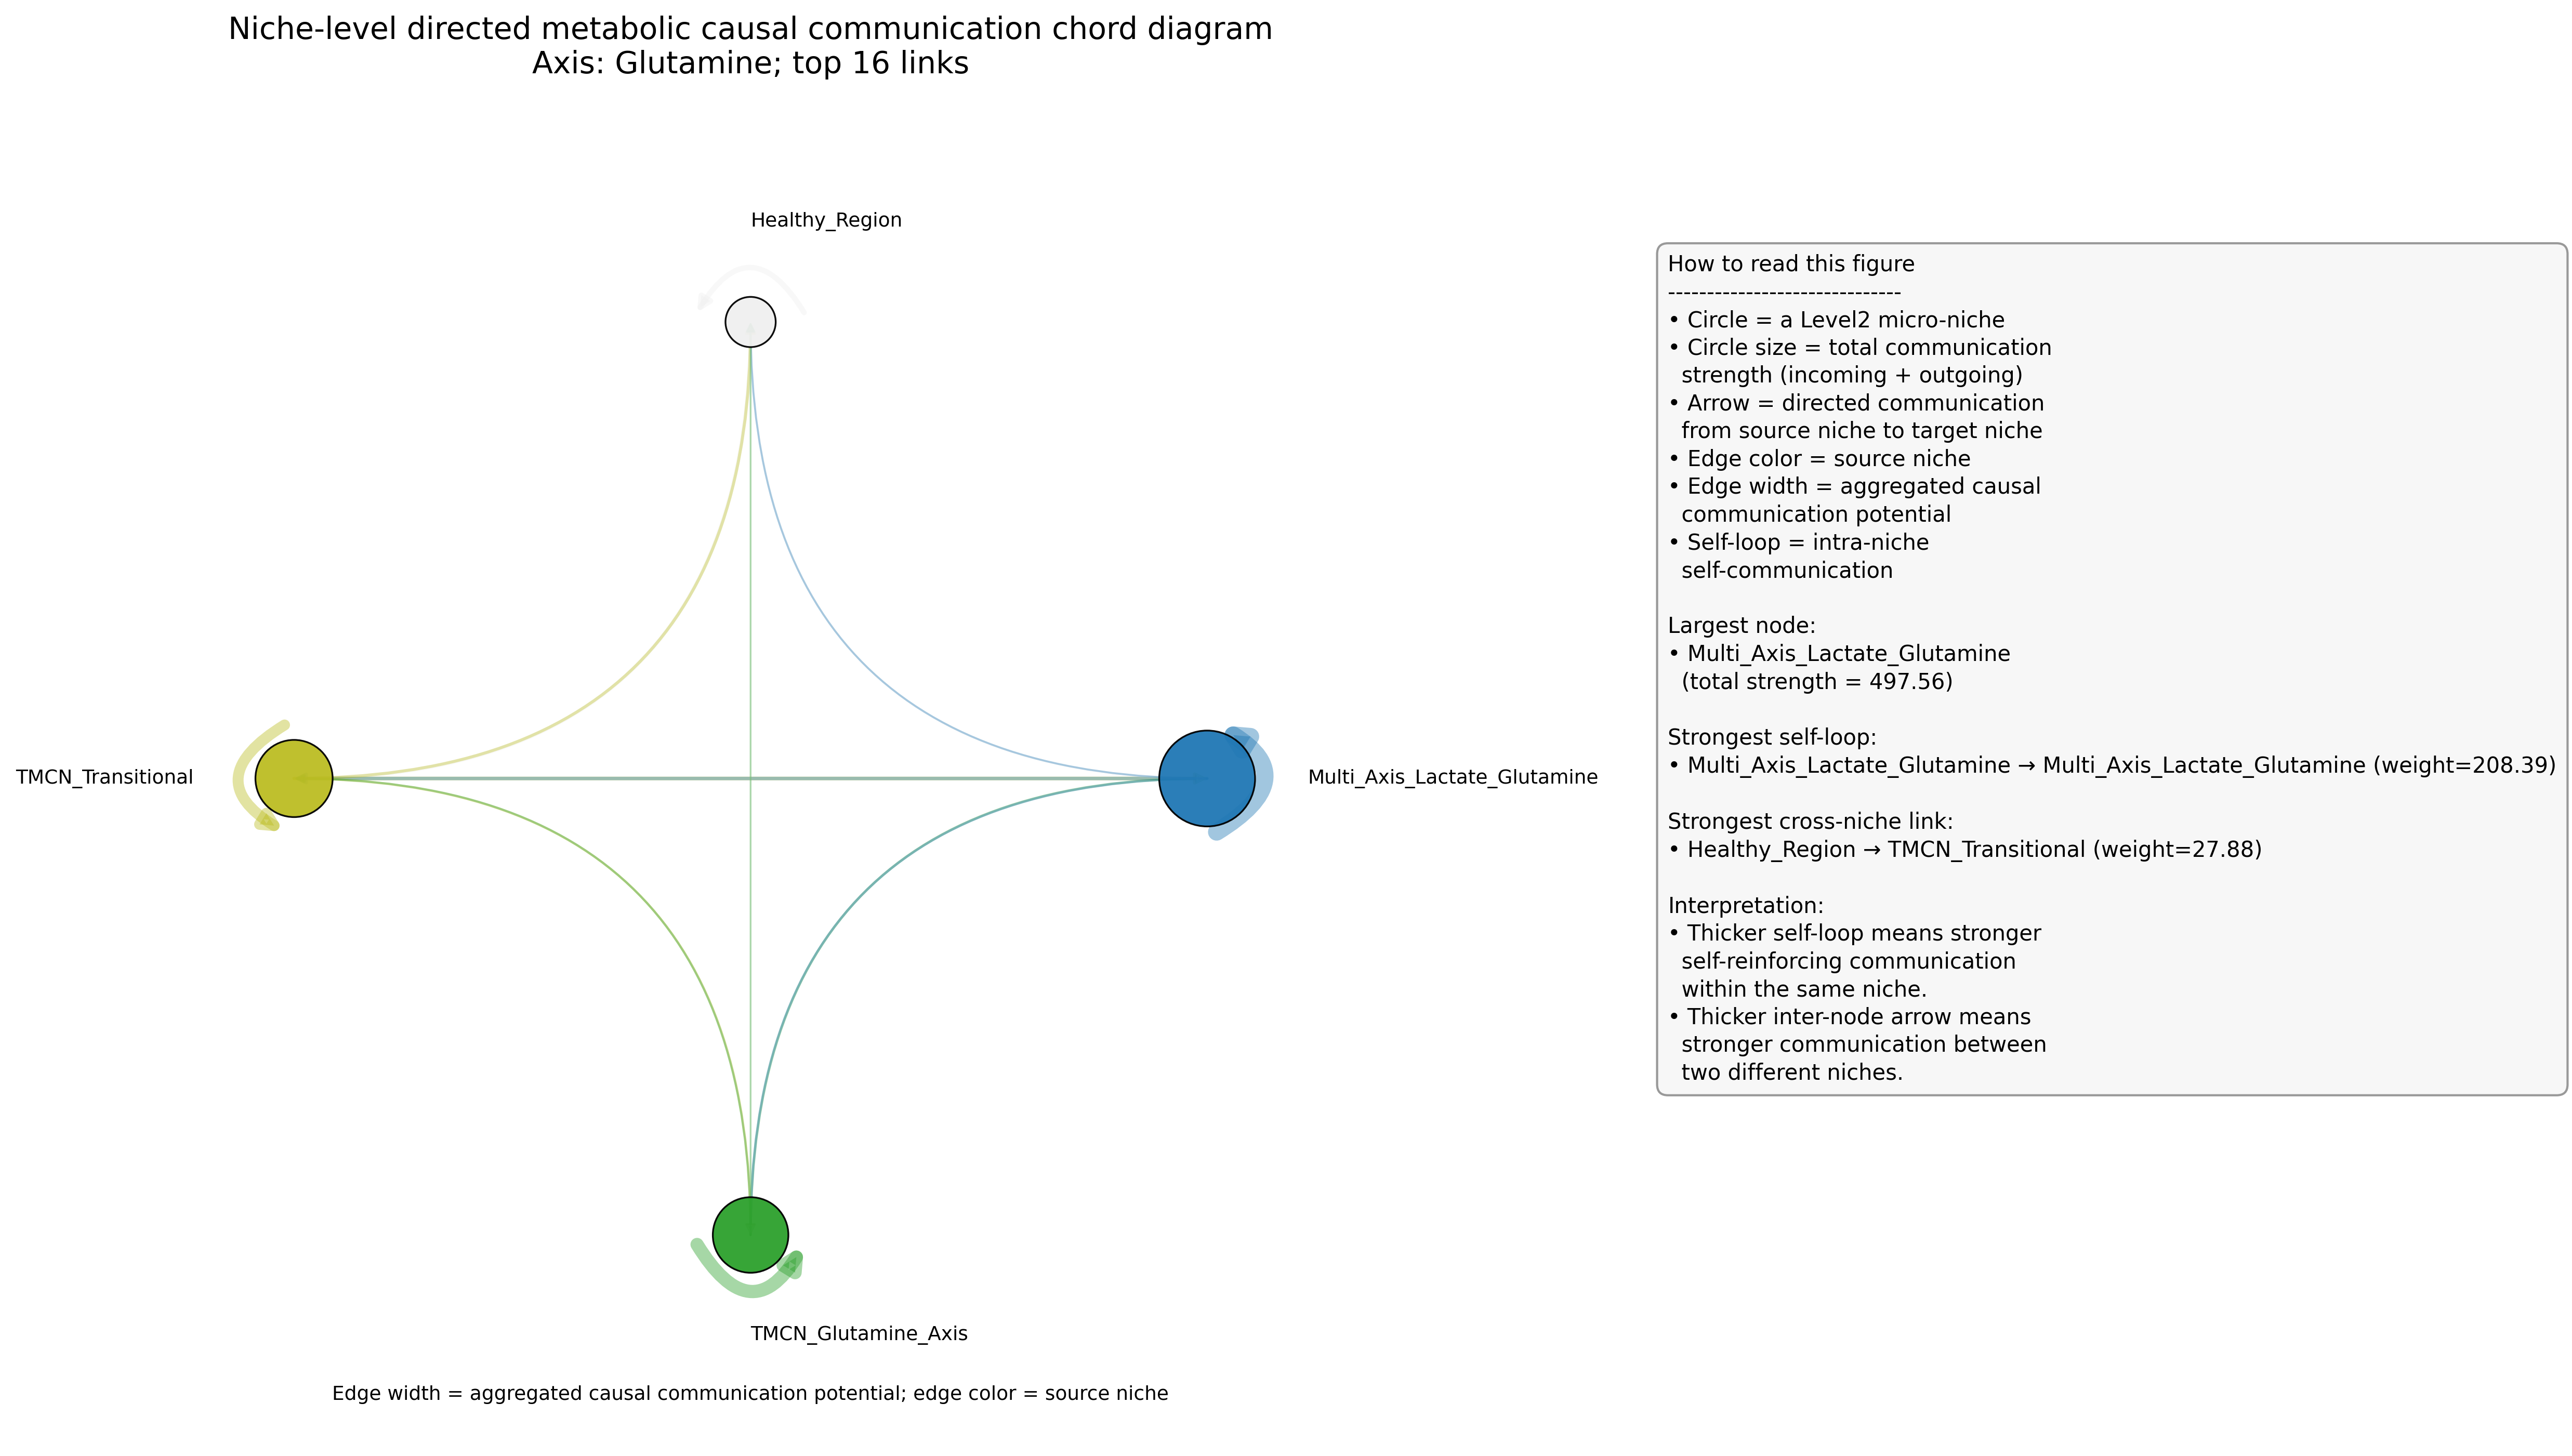 Niche-level directed metabolic causal communication chord diagram
Axis: Glutamine; top 16 links
Healthy_Region
TMCN_Transitional
Multi_Axis_Lactate_Glutamine
TMCN_Glutamine_Axis
Edge width = aggregated causal communication potential; edge color = source niche
How to read this figure
------------------------------
• Circle = a Level2 micro-niche
• Circle size = total communication
strength (incoming + outgoing)
• Arrow = directed communication
from source niche to target niche
• Edge color = source niche
• Edge width = aggregated causal
communication potential
• Self-loop = intra-niche
self-communication
Largest node:
• Multi_Axis_Lactate_Glutamine
(total strength = 497.56)
Strongest self-loop:
• Multi_Axis_Lactate_Glutamine → Multi_Axis_Lactate_Glutamine (weight=208.39)
Strongest cross-niche link:
• Healthy_Region → TMCN_Transitional (weight=27.88)
Interpretation:
• Thicker self-loop means stronger
self-reinforcing communication
within the same niche.
• Thicker inter-node arrow means
stronger communication between
two different niches.